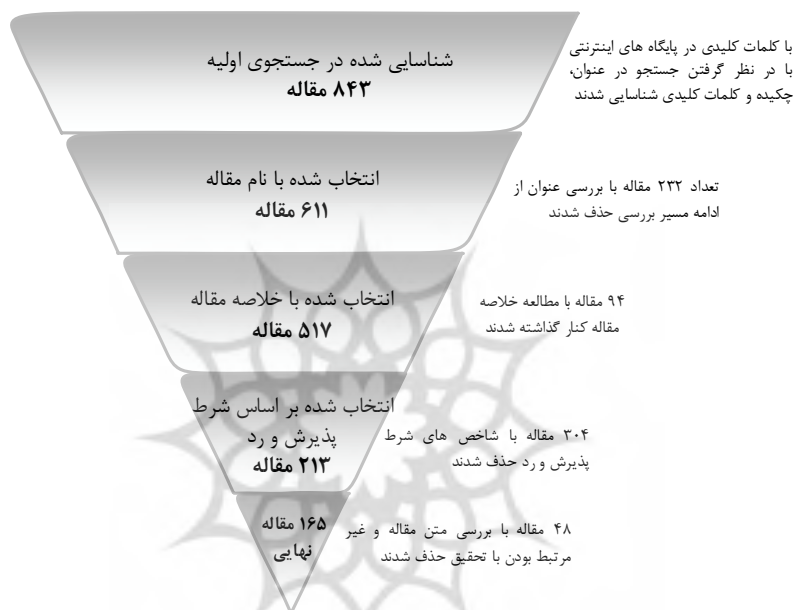 شناسایی شده در جستجوی اولیه
۸۴۳ مقاله
با کلمات کلیدی در پایگاه های اینترنتی
با در نظر گرفتن جستجو در عنوان،
چکیده و کلمات کلیدی شناسایی شدند
انتخاب شده با نام مقاله
۶۱۱ مقاله
تعداد ۲۳۲ مقاله با بررسی عنوان از
ادامه مسیر بررسی حذف شدند
انتخاب شده با خلاصه مقاله
۵۱۷ مقاله
۹۴ مقاله با مطالعه خلاصه
مقاله کنار گذاشته شدند
انتخاب شده بر اساس شرط
پذیرش و رد
۲۱۳ مقاله
۳۰۴ مقاله با شاخص های شرط
پذیرش و رد حذف شدند
۱۶۵ مقاله
نهایی
۴۸ مقاله با بررسی متن مقاله و غیر
مرتبط بودن با تحقیق حذف شدند